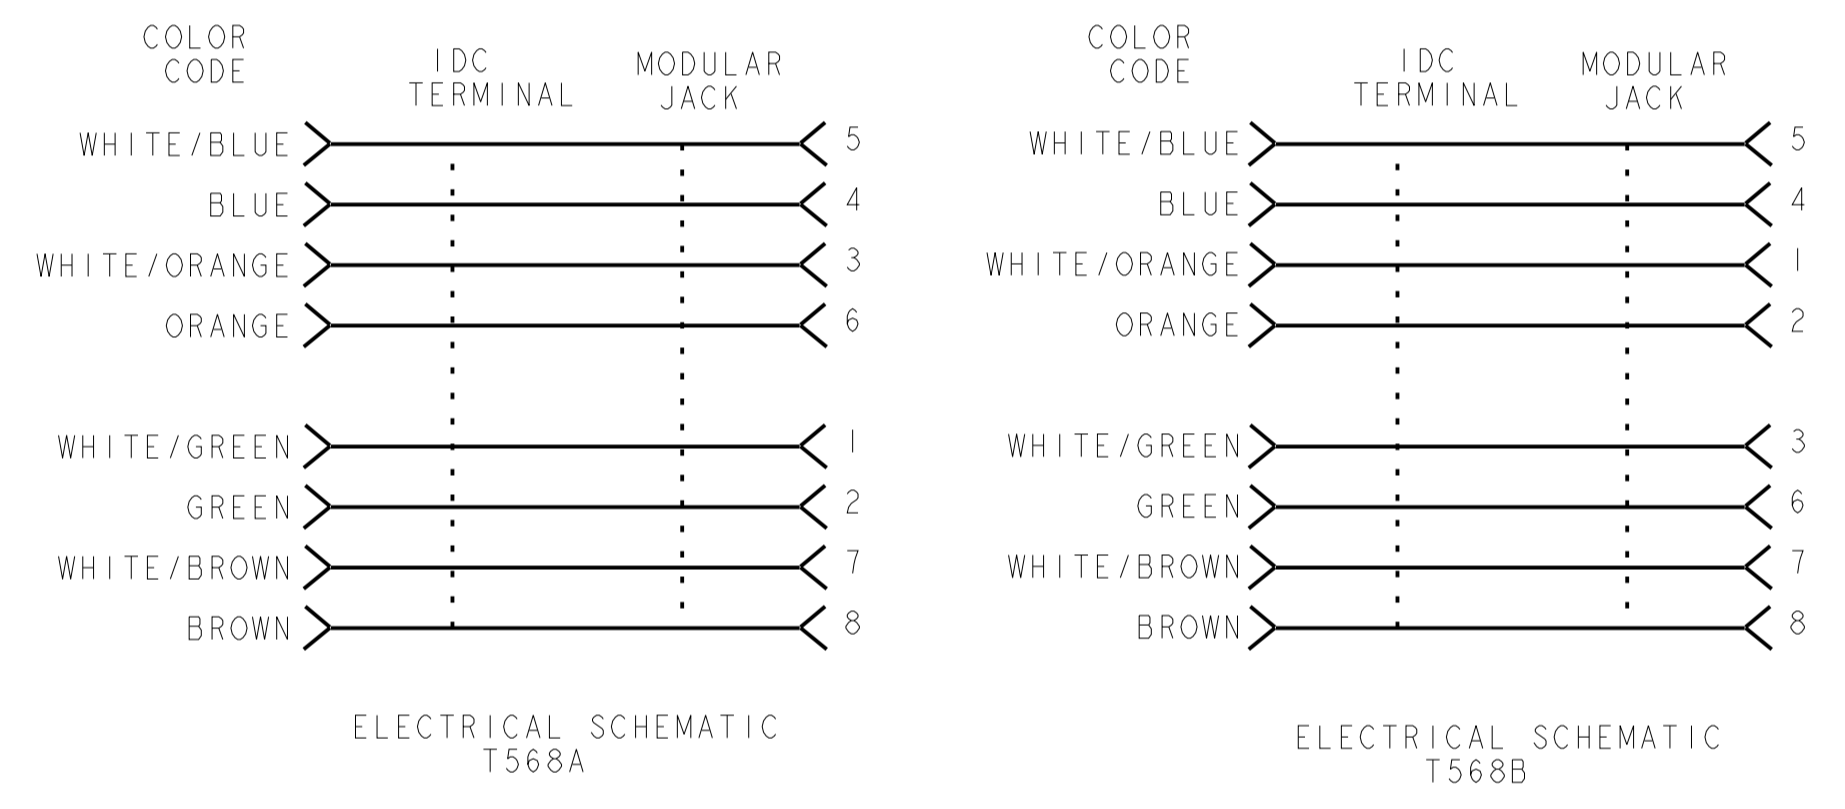 COLOR
CODE
IDC
TERMINAL
MODULAR
JACK
WHITE/BLUE 5
BLUE 4
WHITE/ORANGE 3
ORANGE 6
WHITE/GREEN 1
GREEN 2
WHITE/BROWN 7
BROWN 8
ELECTRICAL SCHEMATIC
T568A
COLOR
CODE
IDC
TERMINAL
MODULAR
JACK
WHITE/BLUE 5
BLUE 4
WHITE/ORANGE 1
ORANGE 2
WHITE/GREEN 3
GREEN 6
WHITE/BROWN 7
BROWN 8
ELECTRICAL SCHEMATIC
T568B